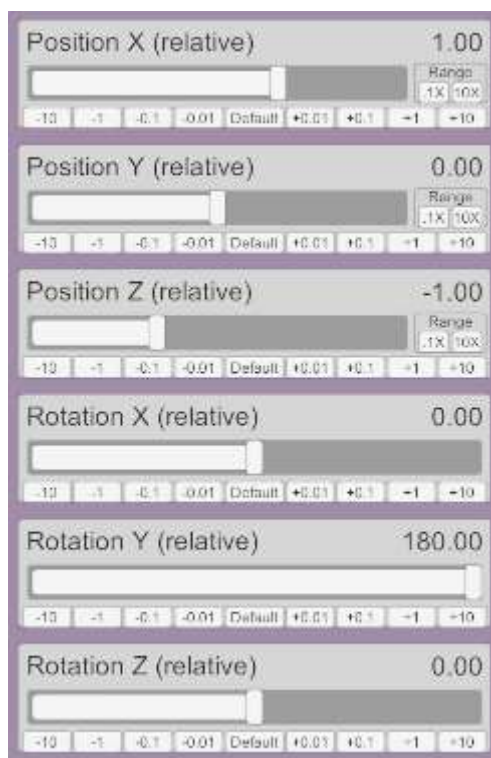 Position X (relative) 1.00
Range
.1X 10X
-10 -1 -0.1 -0.01 Default +0.01 +0.1 +1 +10
Position Y (relative) 0.00
Range
.1X 10X
-10 -1 -0.1 -0.01 Default +0.01 +0.1 +1 +10
Position Z (relative) -1.00
Range
.1X 10X
-10 -1 -0.1 -0.01 Default +0.01 +0.1 +1 +10
Rotation X (relative) 0.00
-10 -1 -0.1 -0.01 Default +0.01 +0.1 +1 +10
Rotation Y (relative) 180.00
-10 -1 -0.1 -0.01 Default +0.01 +0.1 +1 +10
Rotation Z (relative) 0.00
-10 -1 -0.1 -0.01 Default +0.01 +0.1 +1 +10